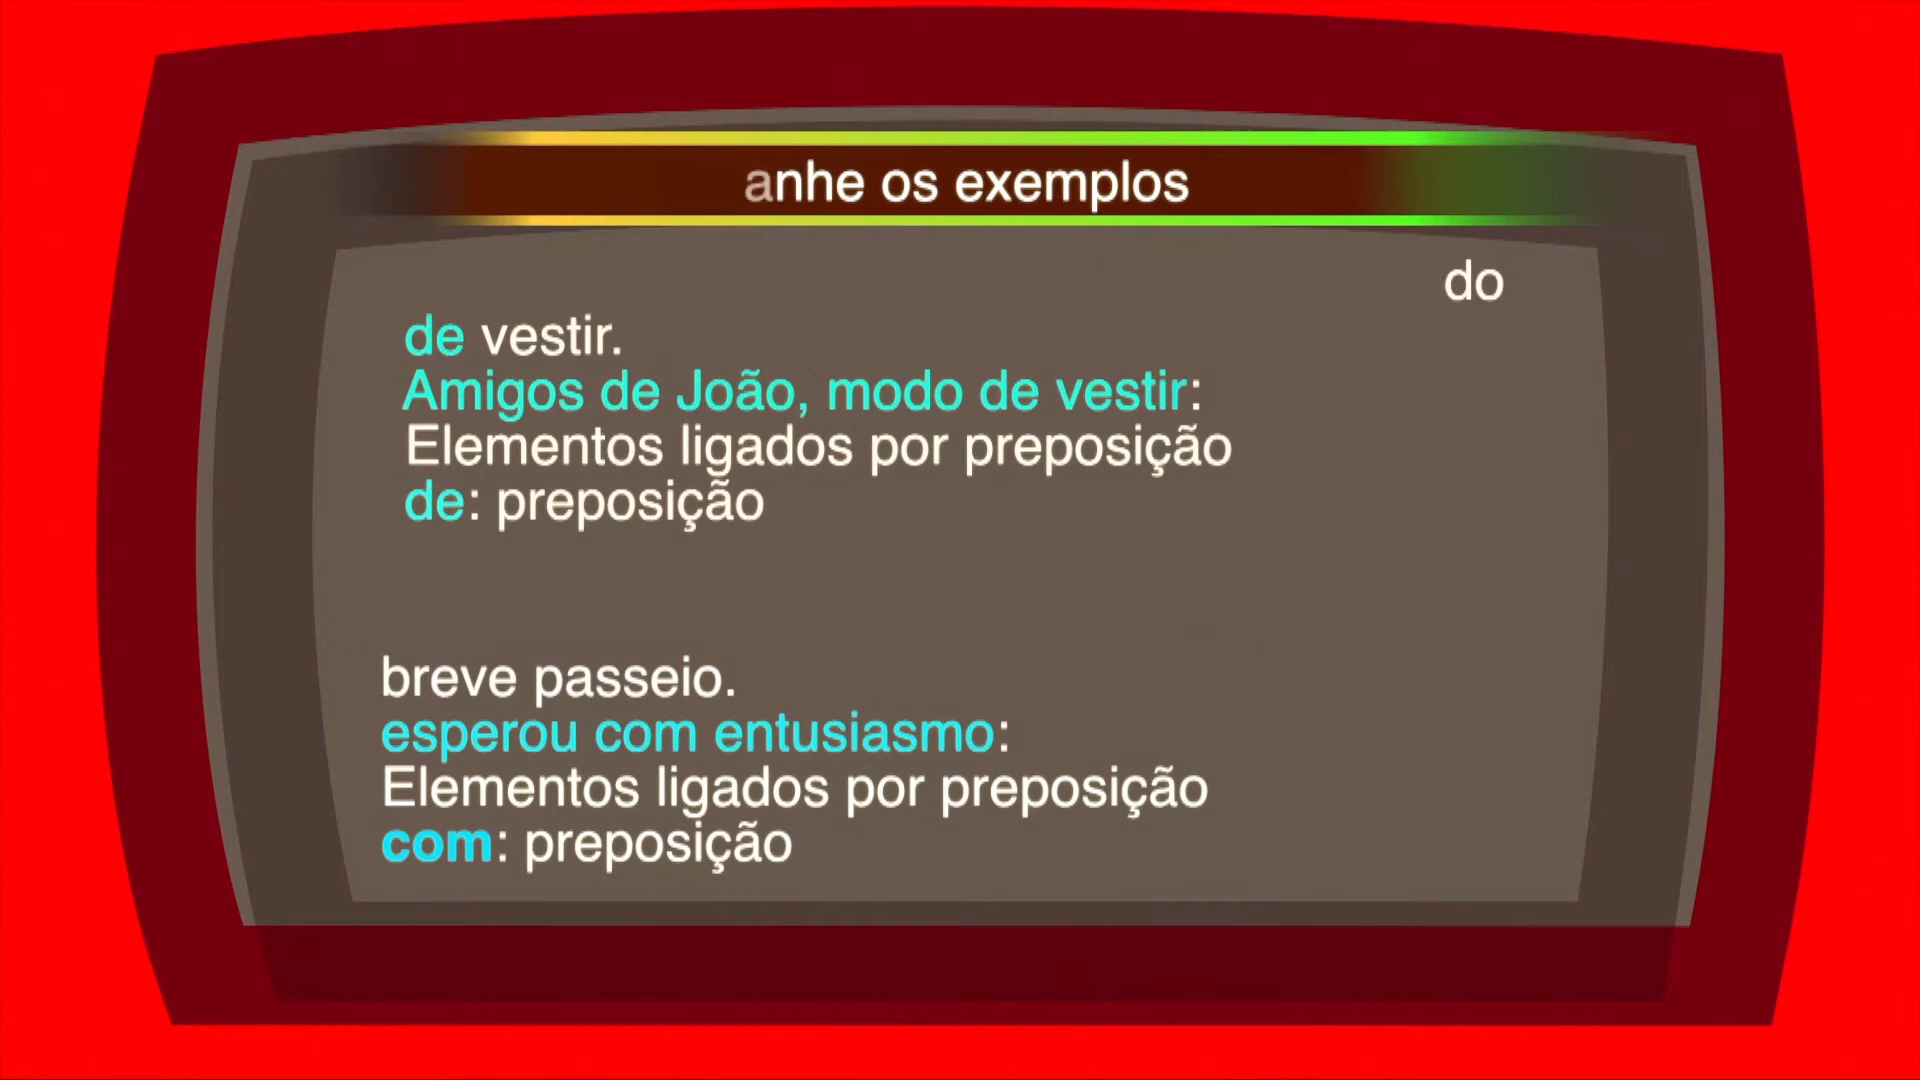 anhe os exemplos
do
de vestir.
Amigos de João, modo de vestir:
Elementos ligados por preposição
de: preposição
breve passeio.
esperou com entusiasmo:
Elementos ligados por preposição
com: preposição